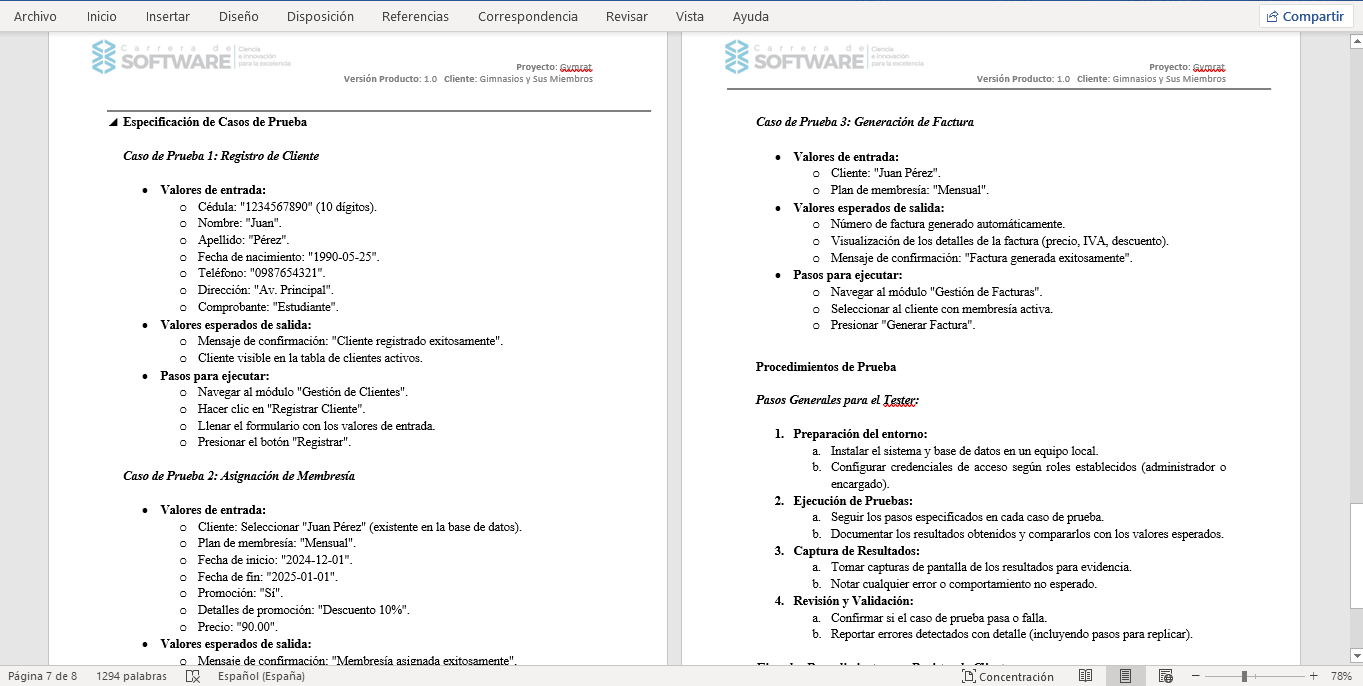 Archivo Inicio Insertar Diseño Disposición Referencias Correspondencia Revisar Vista Ayuda Compartir
Carrera de
SOFTWARE
Ciencia
e innovación
para la excelencia
Proyecto: Gymrat
Versión Producto: 1.0 Cliente: Gimnasios y Sus Miembros
Especificación de Casos de Prueba
Caso de Prueba 1: Registro de Cliente
• Valores de entrada:
o Cédula: "1234567890" (10 dígitos).
o Nombre: "Juan".
o Apellido: "Pérez".
o Fecha de nacimiento: "1990-05-25".
o Teléfono: "0987654321".
o Dirección: "Av. Principal".
o Comprobante: "Estudiante".
• Valores esperados de salida:
o Mensaje de confirmación: "Cliente registrado exitosamente".
o Cliente visible en la tabla de clientes activos.
• Pasos para ejecutar:
o Navegar al módulo "Gestión de Clientes".
o Hacer clic en "Registrar Cliente".
o Llenar el formulario con los valores de entrada.
o Presionar el botón "Registrar".
Caso de Prueba 2: Asignación de Membresía
• Valores de entrada:
o Cliente: Seleccionar "Juan Pérez" (existente en la base de datos).
o Plan de membresía: "Mensual".
o Fecha de inicio: "2024-12-01".
o Fecha de fin: "2025-01-01".
o Promoción: "Sí".
o Detalles de promoción: "Descuento 10%".
o Precio: "90.00".
• Valores esperados de salida:
o Mensaje de confirmación: "Membresía asignada exitosamente".
Carrera de
SOFTWARE
Ciencia
e innovación
para la excelencia
Proyecto: Gymrat
Versión Producto: 1.0 Cliente: Gimnasios y Sus Miembros
Caso de Prueba 3: Generación de Factura
• Valores de entrada:
o Cliente: "Juan Pérez".
o Plan de membresía: "Mensual".
• Valores esperados de salida:
o Número de factura generado automáticamente.
o Visualización de los detalles de la factura (precio, IVA, descuento).
o Mensaje de confirmación: "Factura generada exitosamente".
• Pasos para ejecutar:
o Navegar al módulo "Gestión de Facturas".
o Seleccionar al cliente con membresía activa.
o Presionar "Generar Factura".
Procedimientos de Prueba
Pasos Generales para el Tester:
1. Preparación del entorno:
a. Instalar el sistema y base de datos en un equipo local.
b. Configurar credenciales de acceso según roles establecidos (administrador o
encargado).
2. Ejecución de Pruebas:
a. Seguir los pasos especificados en cada caso de prueba.
b. Documentar los resultados obtenidos y compararlos con los valores esperados.
3. Captura de Resultados:
a. Tomar capturas de pantalla de los resultados para evidencia.
b. Notar cualquier error o comportamiento no esperado.
4. Revisión y Validación:
a. Confirmar si el caso de prueba pasa o falla.
b. Reportar errores detectados con detalle (incluyendo pasos para replicar).
Página 7 de 8 1294 palabras Español (España) Concentración 78%